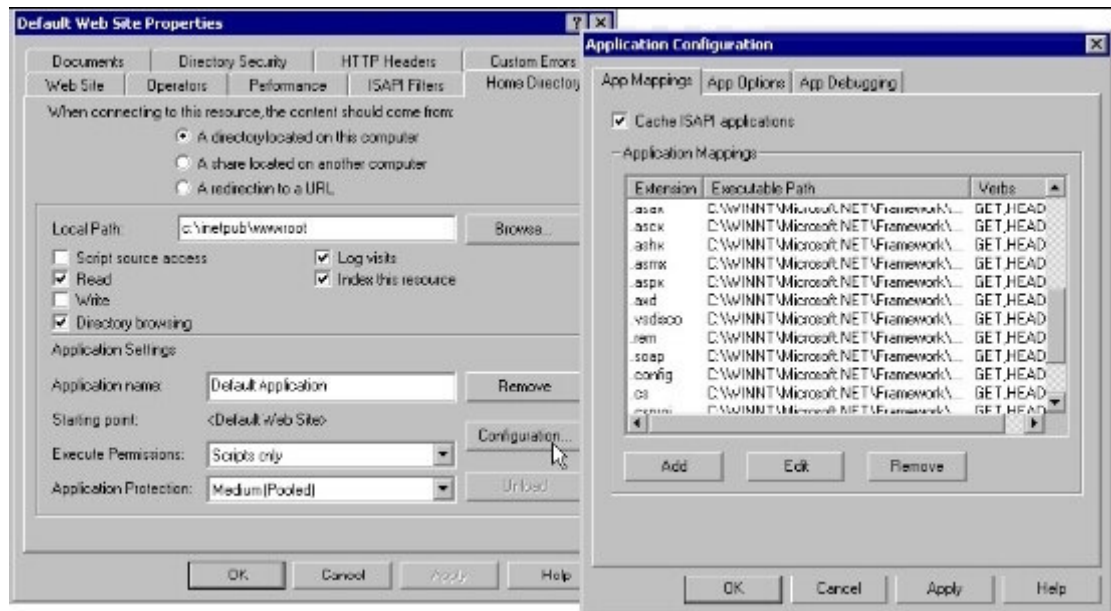 Default Web Site Properties
Documents Directory Security HTTP Headers Custom Errors
Web Site Operators Performance ISAPI Filters Home Directory
When connecting to this resource, the content should come from:
A directory located on this computer
A share located on another computer
A redirection to a URL
Local Path: c:\inetpub\wwwroot Browse...
Script source access Log visits
Read Index this resource
Write
Directory browsing
Application Settings
Application name: Default Application Remove
Starting point: <Default Web Site>
Configuration...
Execute Permissions: Scripts only
Application Protection: Medium (Pooled) Unload
OK Cancel Apply Help
Application Configuration
App Mappings App Options App Debugging
Cache ISAPI applications
Application Mappings
Extension Executable Path Verbs
.asax C:\WINNT\Microsoft.NET\Framework\... GET,HEAD
.ascx C:\WINNT\Microsoft.NET\Framework\... GET,HEAD
.ashx C:\WINNT\Microsoft.NET\Framework\... GET,HEAD
.asmx C:\WINNT\Microsoft.NET\Framework\... GET,HEAD
.aspx C:\WINNT\Microsoft.NET\Framework\... GET,HEAD
.axd C:\WINNT\Microsoft.NET\Framework\... GET,HEAD
.vsdisco C:\WINNT\Microsoft.NET\Framework\... GET,HEAD
.rem C:\WINNT\Microsoft.NET\Framework\... GET,HEAD
.soap C:\WINNT\Microsoft.NET\Framework\... GET,HEAD
.config C:\WINNT\Microsoft.NET\Framework\... GET,HEAD
.cs C:\WINNT\Microsoft.NET\Framework\... GET,HEAD
C:\WINNT\Microsoft.NET\Framework\... GET,HEAD
Add Edit Remove
OK Cancel Apply Help